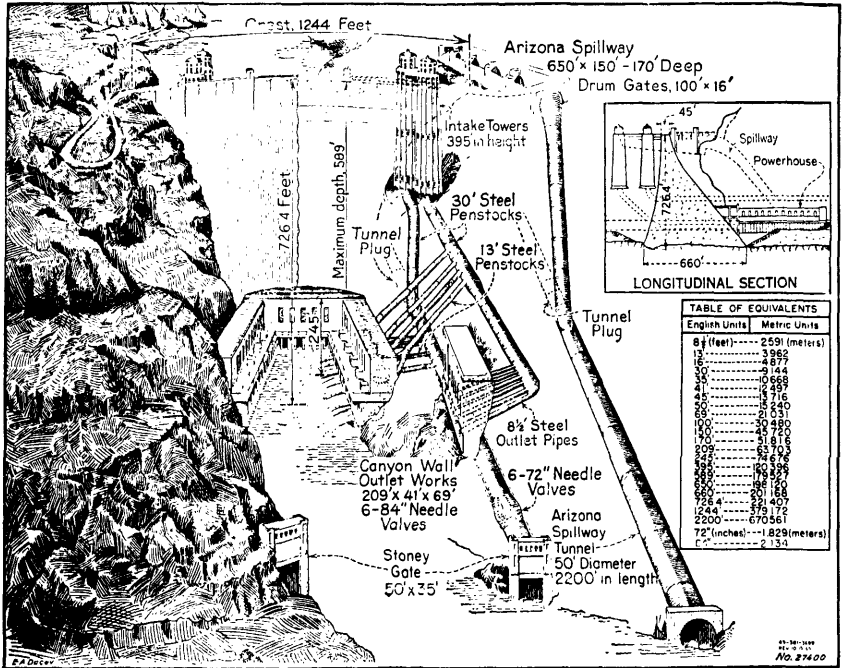 Crest, 1244 Feet
Arizona Spillway
650' x 150' - 170' Deep
Drum Gates, 100' x 16'
Intake Towers
395' in height
726.4 Feet
Maximum depth, 589'
30' Steel
Penstocks
Tunnel
Plug
13' Steel
Penstocks
245'
Tunnel
Plug
8½' Steel
Outlet Pipes
Canyon Wall
Outlet Works
209' x 41' x 69'
6-84" Needle
Valves
6-72" Needle
Valves
Stoney
Gate
50' x 35'
Arizona
Spillway
Tunnel
50' Diameter
2200' in length
45'
Spillway
Powerhouse
726.4'
660'
LONGITUDINAL SECTION
TABLE OF EQUIVALENTS
English Units Metric Units
8½ (feet)---- 2.591 (meters)
13' 3.962
16' 4.877
30' 9.144
35' 10.668
41' 12.497
45' 13.716
50' 15.240
69' 21.031
100' 30.480
150' 45.720
170' 51.816
209' 63.703
245' 74.676
395' 120.396
589' 179.527
650' 198.120
660' 201.168
726.4' 221.407
1244' 379.172
2200' 670.561
72" (inches)- 1.829 (meters)
84" 2.134
No. 27400